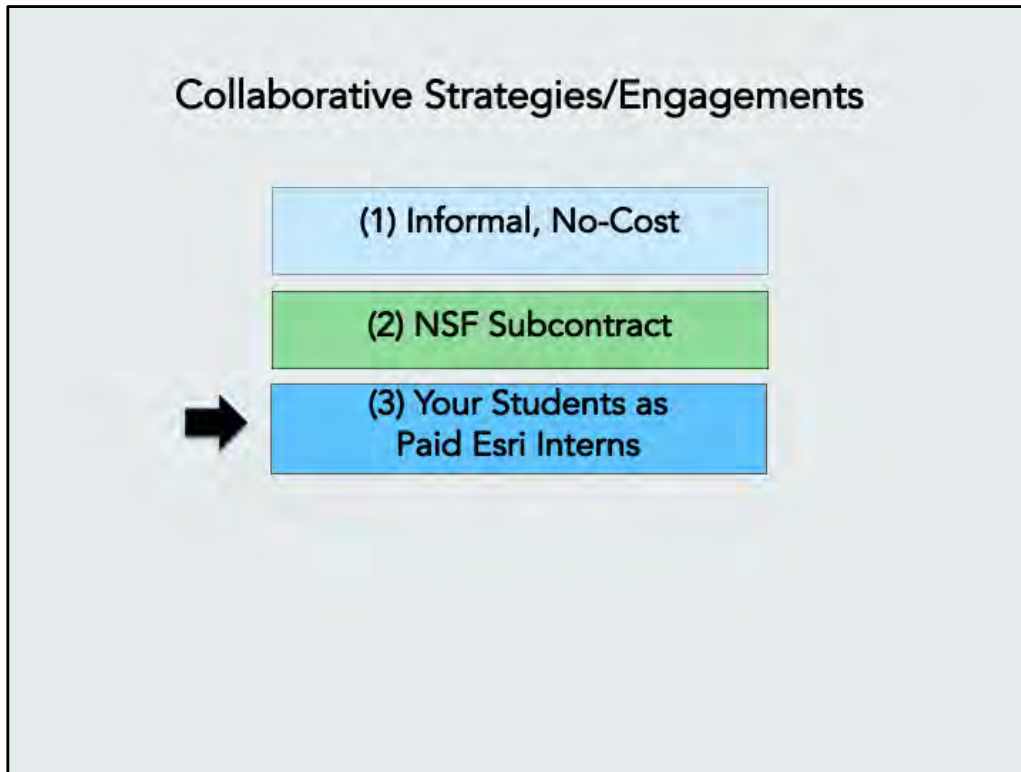 Collaborative Strategies/Engagements
(1) Informal, No-Cost
(2) NSF Subcontract
(3) Your Students as
Paid Esri Interns